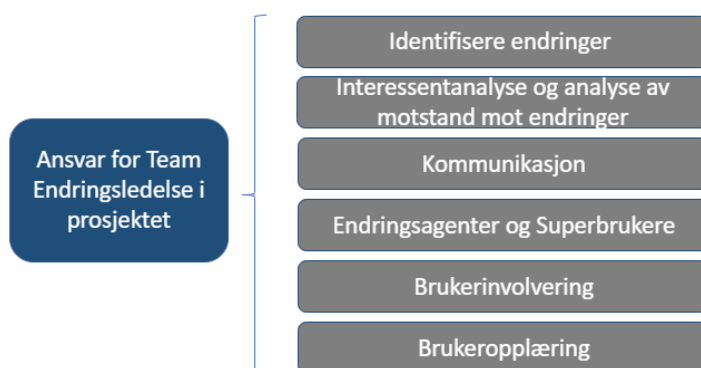 Ansvar for Team
Endringsledelse i
prosjektet
Identifisere endringer
Interessentanalyse og analyse av
motstand mot endringer
Kommunikasjon
Endringsagenter og Superbrukere
Brukerinvolvering
Brukeropplæring